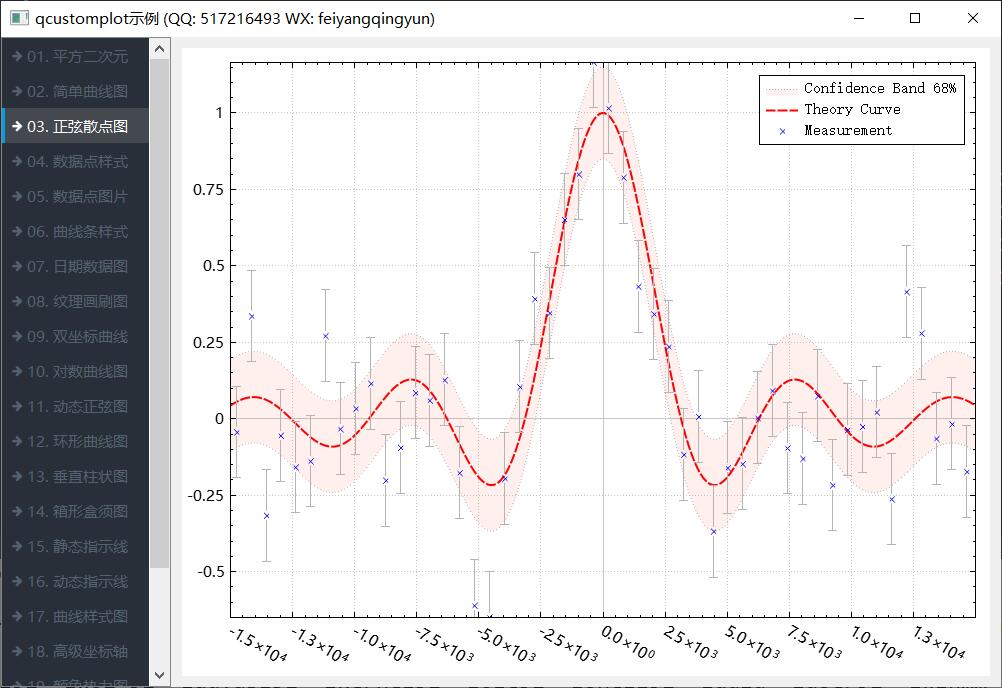 qcustomplot示例 (QQ: 517216493 WX: feiyangqingyun)
01. 平方二次元
02. 简单曲线图
03. 正弦散点图
04. 数据点样式
05. 数据点图片
06. 曲线条样式
07. 日期数据图
08. 纹理画刷图
09. 双坐标曲线
10. 对数曲线图
11. 动态正弦图
12. 环形曲线图
13. 垂直柱状图
14. 箱形盒须图
15. 静态指示线
16. 动态指示线
17. 曲线样式图
18. 高级坐标轴
Confidence Band 68%
Theory Curve
Measurement
1
0.75
0.5
0.25
0
-0.25
-0.5
-1.5×10⁴
-1.3×10⁴
-1.0×10⁴
-7.5×10³
-5.0×10³
-2.5×10³
0.0×10⁰
2.5×10³
5.0×10³
7.5×10³
1.0×10⁴
1.3×10⁴